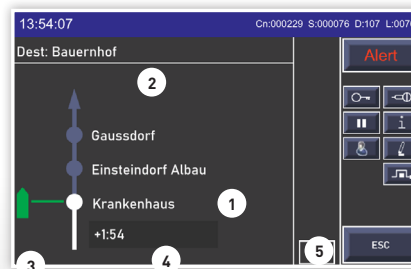 13:54:07
Cn:000229 S:000076 D:107 L:0070
Dest: Bauernhof
Alert
2
Gaussdorf
Einsteindorf Albau
Krankenhaus
1
+1:54
3
4
5
i
ESC